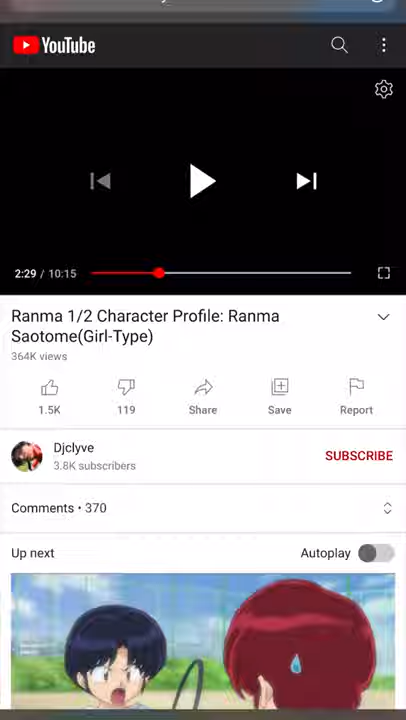 YouTube
2:29 / 10:15
Ranma 1/2 Character Profile: Ranma
Saotome(Girl-Type)
364K views
1.5K
119
Share
Save
Report
Djclyve
3.8K subscribers
SUBSCRIBE
Comments • 370
Up next
Autoplay